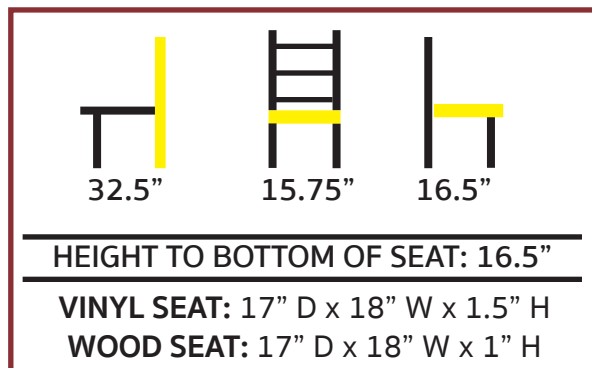 32.5” 15.75” 16.5”
HEIGHT TO BOTTOM OF SEAT: 16.5”
VINYL SEAT: 17” D x 18” W x 1.5” H
WOOD SEAT: 17” D x 18” W x 1” H